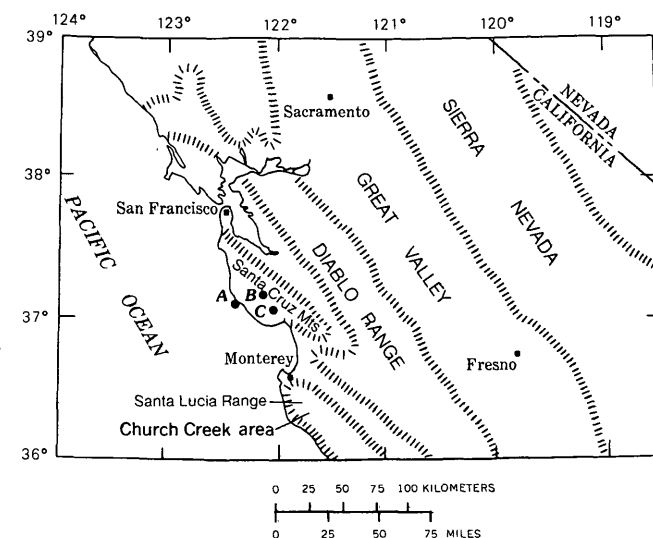 124° 123° 122° 121° 120° 119°
39°
NEVADA
CALIFORNIA
Sacramento
SIERRA
NEVADA
38°
GREAT
VALLEY
San Francisco
PACIFIC
OCEAN
DIABLO
RANGE
Santa Cruz Mts.
A
B
C
37°
Monterey
Fresno
Santa Lucia Range
Church Creek area
36°
0 25 50 75 100 KILOMETERS
0 25 50 75 MILES